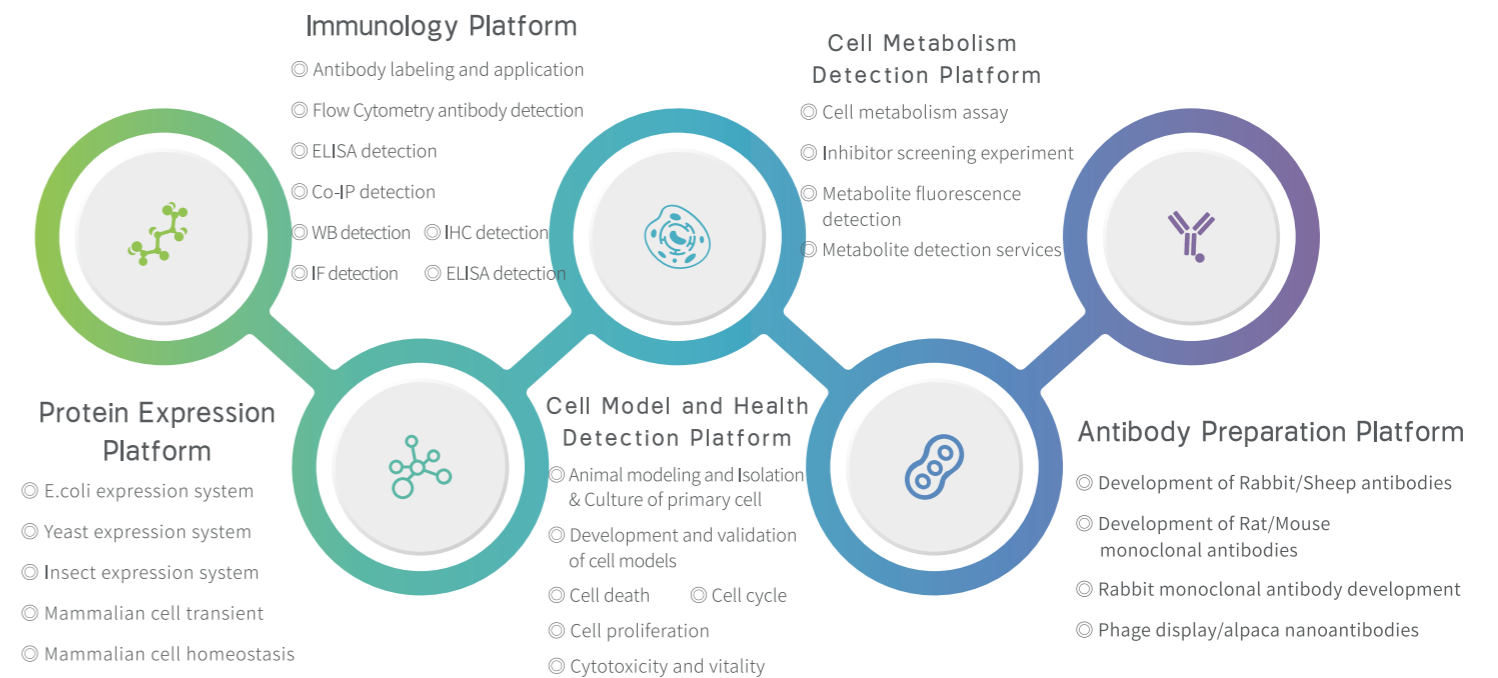 Immunology Platform
◎ Antibody labeling and application
◎ Flow Cytometry antibody detection
◎ ELISA detection
◎ Co-IP detection
◎ WB detection ◎ IHC detection
◎ IF detection ◎ ELISA detection
Cell Metabolism
Detection Platform
◎ Cell metabolism assay
◎ Inhibitor screening experiment
◎ Metabolite fluorescence
detection
◎ Metabolite detection services
Protein Expression
Platform
◎ E.coli expression system
◎ Yeast expression system
◎ Insect expression system
◎ Mammalian cell transient
◎ Mammalian cell homeostasis
Cell Model and Health
Detection Platform
◎ Animal modeling and Isolation
& Culture of primary cell
◎ Development and validation
of cell models
◎ Cell death ◎ Cell cycle
◎ Cell proliferation
◎ Cytotoxicity and vitality
Antibody Preparation Platform
◎ Development of Rabbit/Sheep antibodies
◎ Development of Rat/Mouse
monoclonal antibodies
◎ Rabbit monoclonal antibody development
◎ Phage display/alpaca nanoantibodies